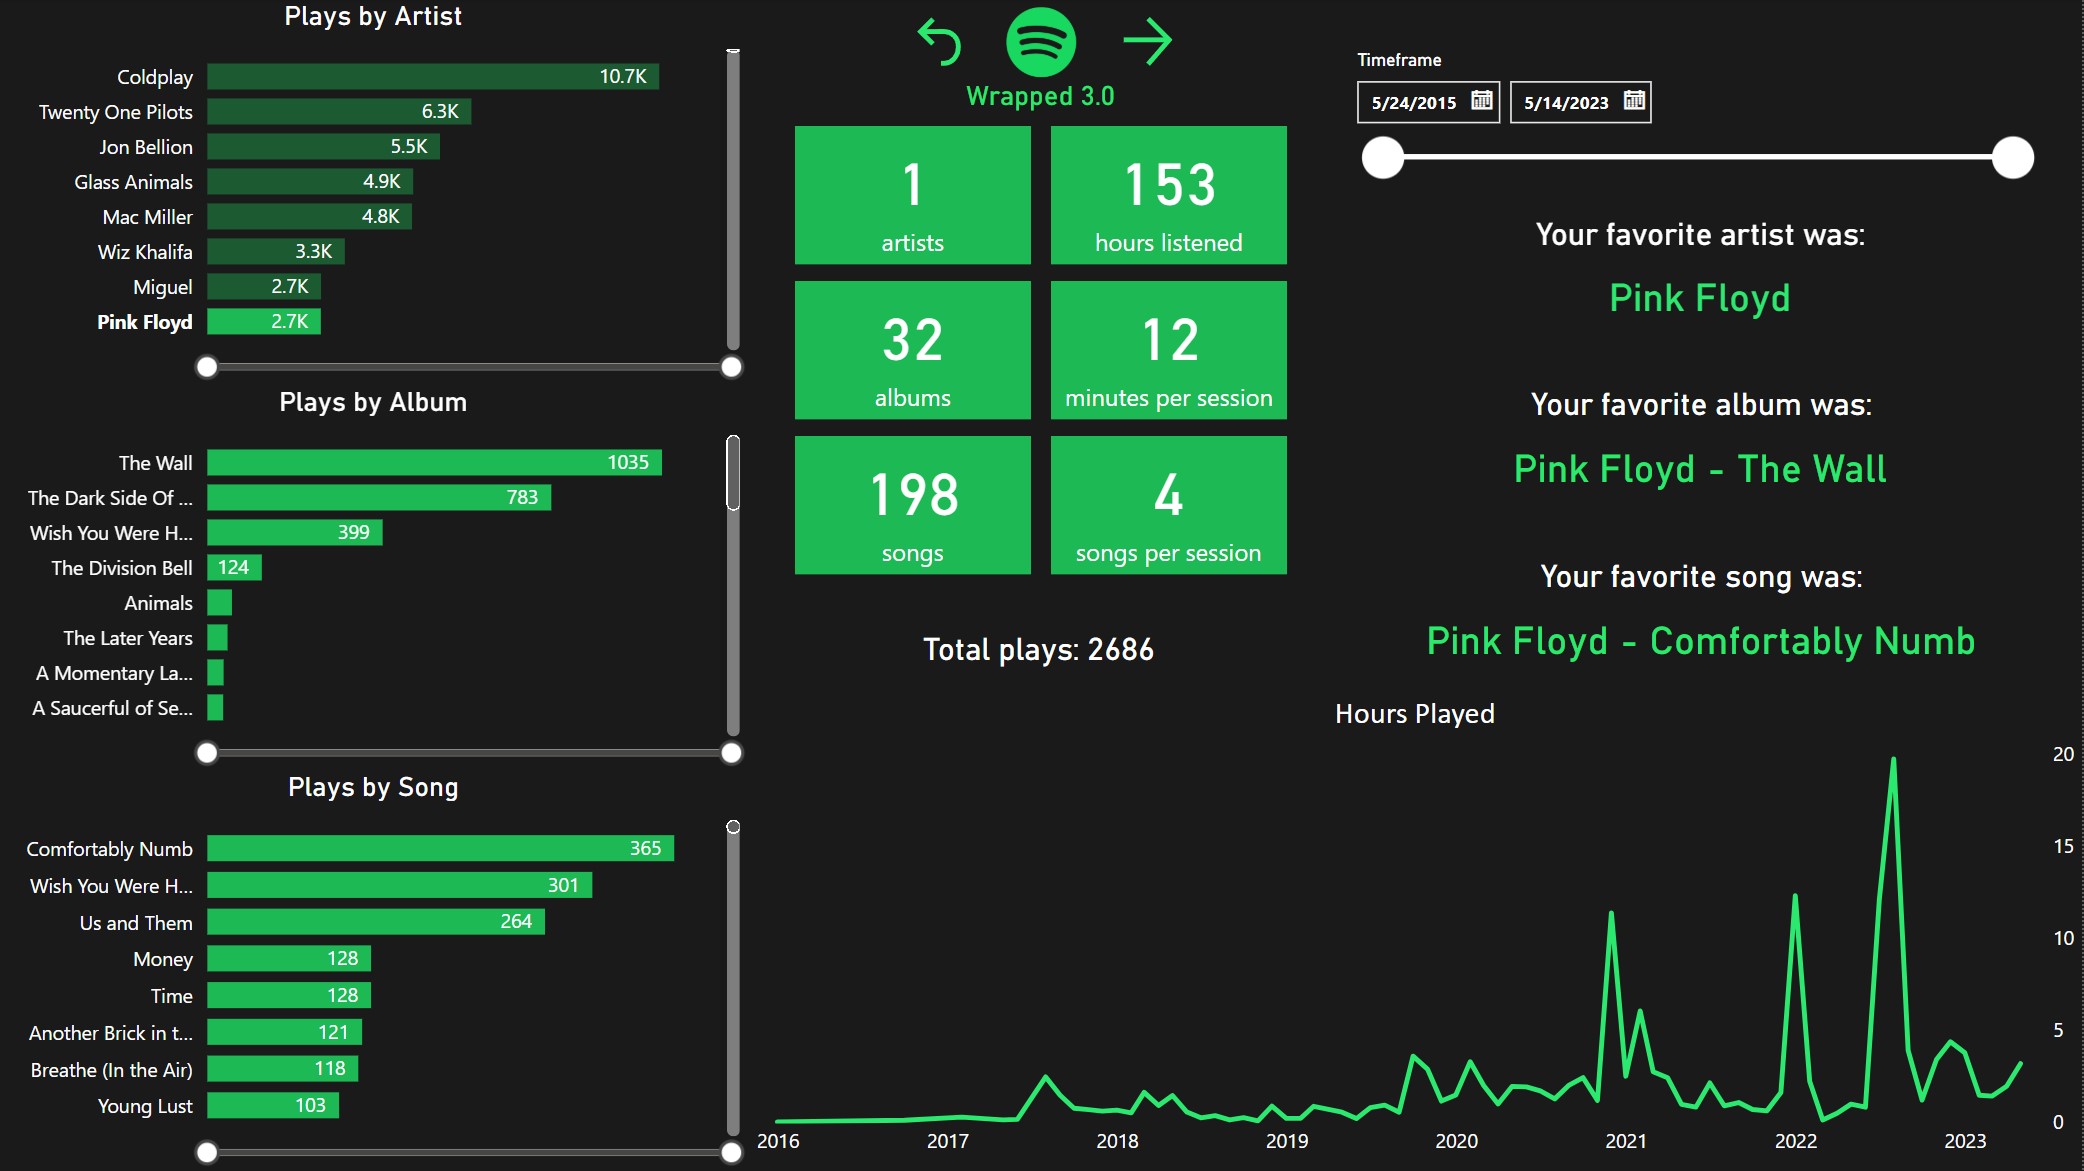 Plays by Artist
Coldplay 10.7K
Twenty One Pilots 6.3K
Jon Bellion 5.5K
Glass Animals 4.9K
Mac Miller 4.8K
Wiz Khalifa 3.3K
Miguel 2.7K
Pink Floyd 2.7K
Plays by Album
The Wall 1035
The Dark Side Of ... 783
Wish You Were H... 399
The Division Bell 124
Animals
The Later Years
A Momentary La...
A Saucerful of Se...
Plays by Song
Comfortably Numb 365
Wish You Were H... 301
Us and Them 264
Money 128
Time 128
Another Brick in t... 121
Breathe (In the Air) 118
Young Lust 103
Wrapped 3.0
1
artists
153
hours listened
32
albums
12
minutes per session
198
songs
4
songs per session
Total plays: 2686
Timeframe
5/24/2015 5/14/2023
Your favorite artist was:
Pink Floyd
Your favorite album was:
Pink Floyd - The Wall
Your favorite song was:
Pink Floyd - Comfortably Numb
Hours Played
20
15
10
5
0
2016 2017 2018 2019 2020 2021 2022 2023